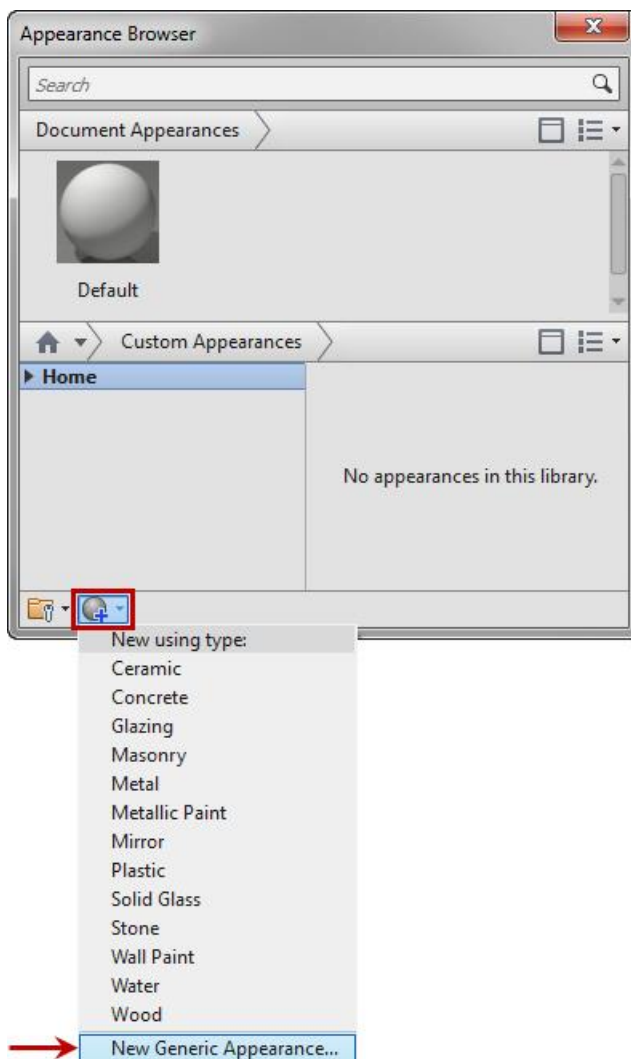 Appearance Browser
Search
Document Appearances
Default
Custom Appearances
Home
No appearances in this library.
New using type:
Ceramic
Concrete
Glazing
Masonry
Metal
Metallic Paint
Mirror
Plastic
Solid Glass
Stone
Wall Paint
Water
Wood
New Generic Appearance...